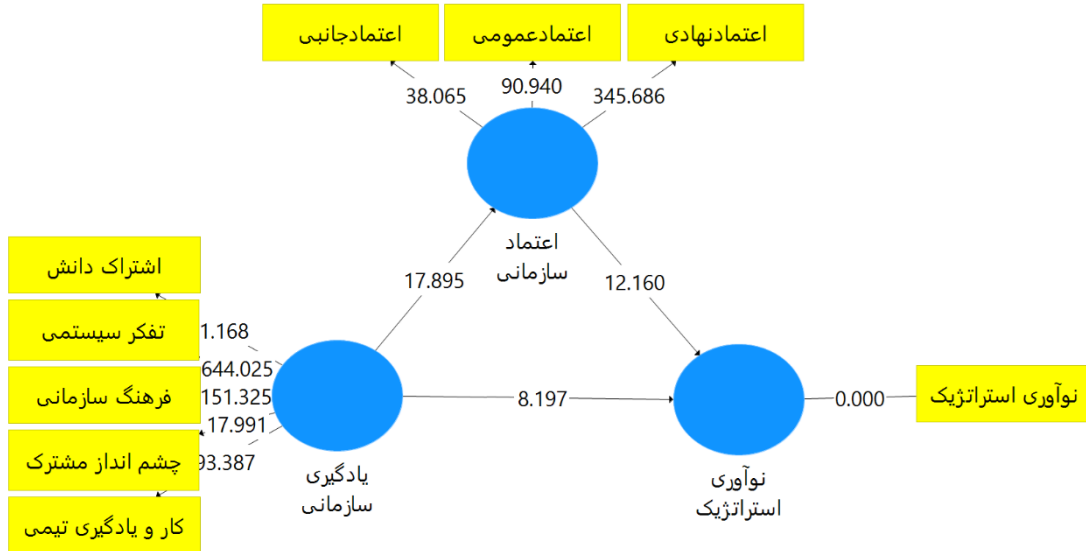 اعتمادجانبی
اعتمادعمومی
اعتمادنهادی
38.065
90.940
345.686
اعتماد
سازمانی
17.895
12.160
اشتراک دانش
تفکر سیستمی
فرهنگ سازمانی
چشم انداز مشترک
کار و یادگیری تیمی
1.168
644.025
151.325
17.991
93.387
یادگیری
سازمانی
8.197
نوآوری
استراتژیک
0.000
نوآوری استراتژیک